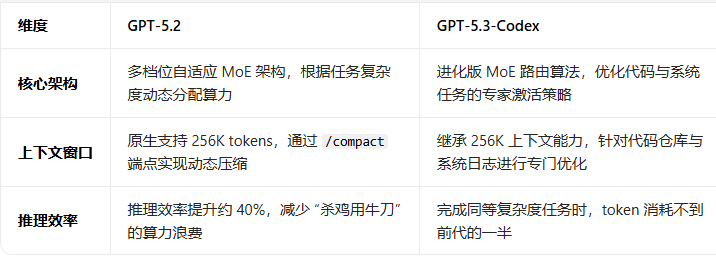 维度 GPT-5.2 GPT-5.3-Codex
核心架构 多档位自适应 MoE 架构，根据任务复杂 进化版 MoE 路由算法，优化代码与系统
度动态分配算力 任务的专家激活策略
上下文窗口 原生支持 256K tokens，通过 /compact 继承 256K 上下文能力，针对代码仓库与
端点实现动态压缩 系统日志进行专门优化
推理效率 推理效率提升约 40%，减少 “杀鸡用牛刀” 完成同等复杂度任务时，token 消耗不到
的算力浪费 前代的一半